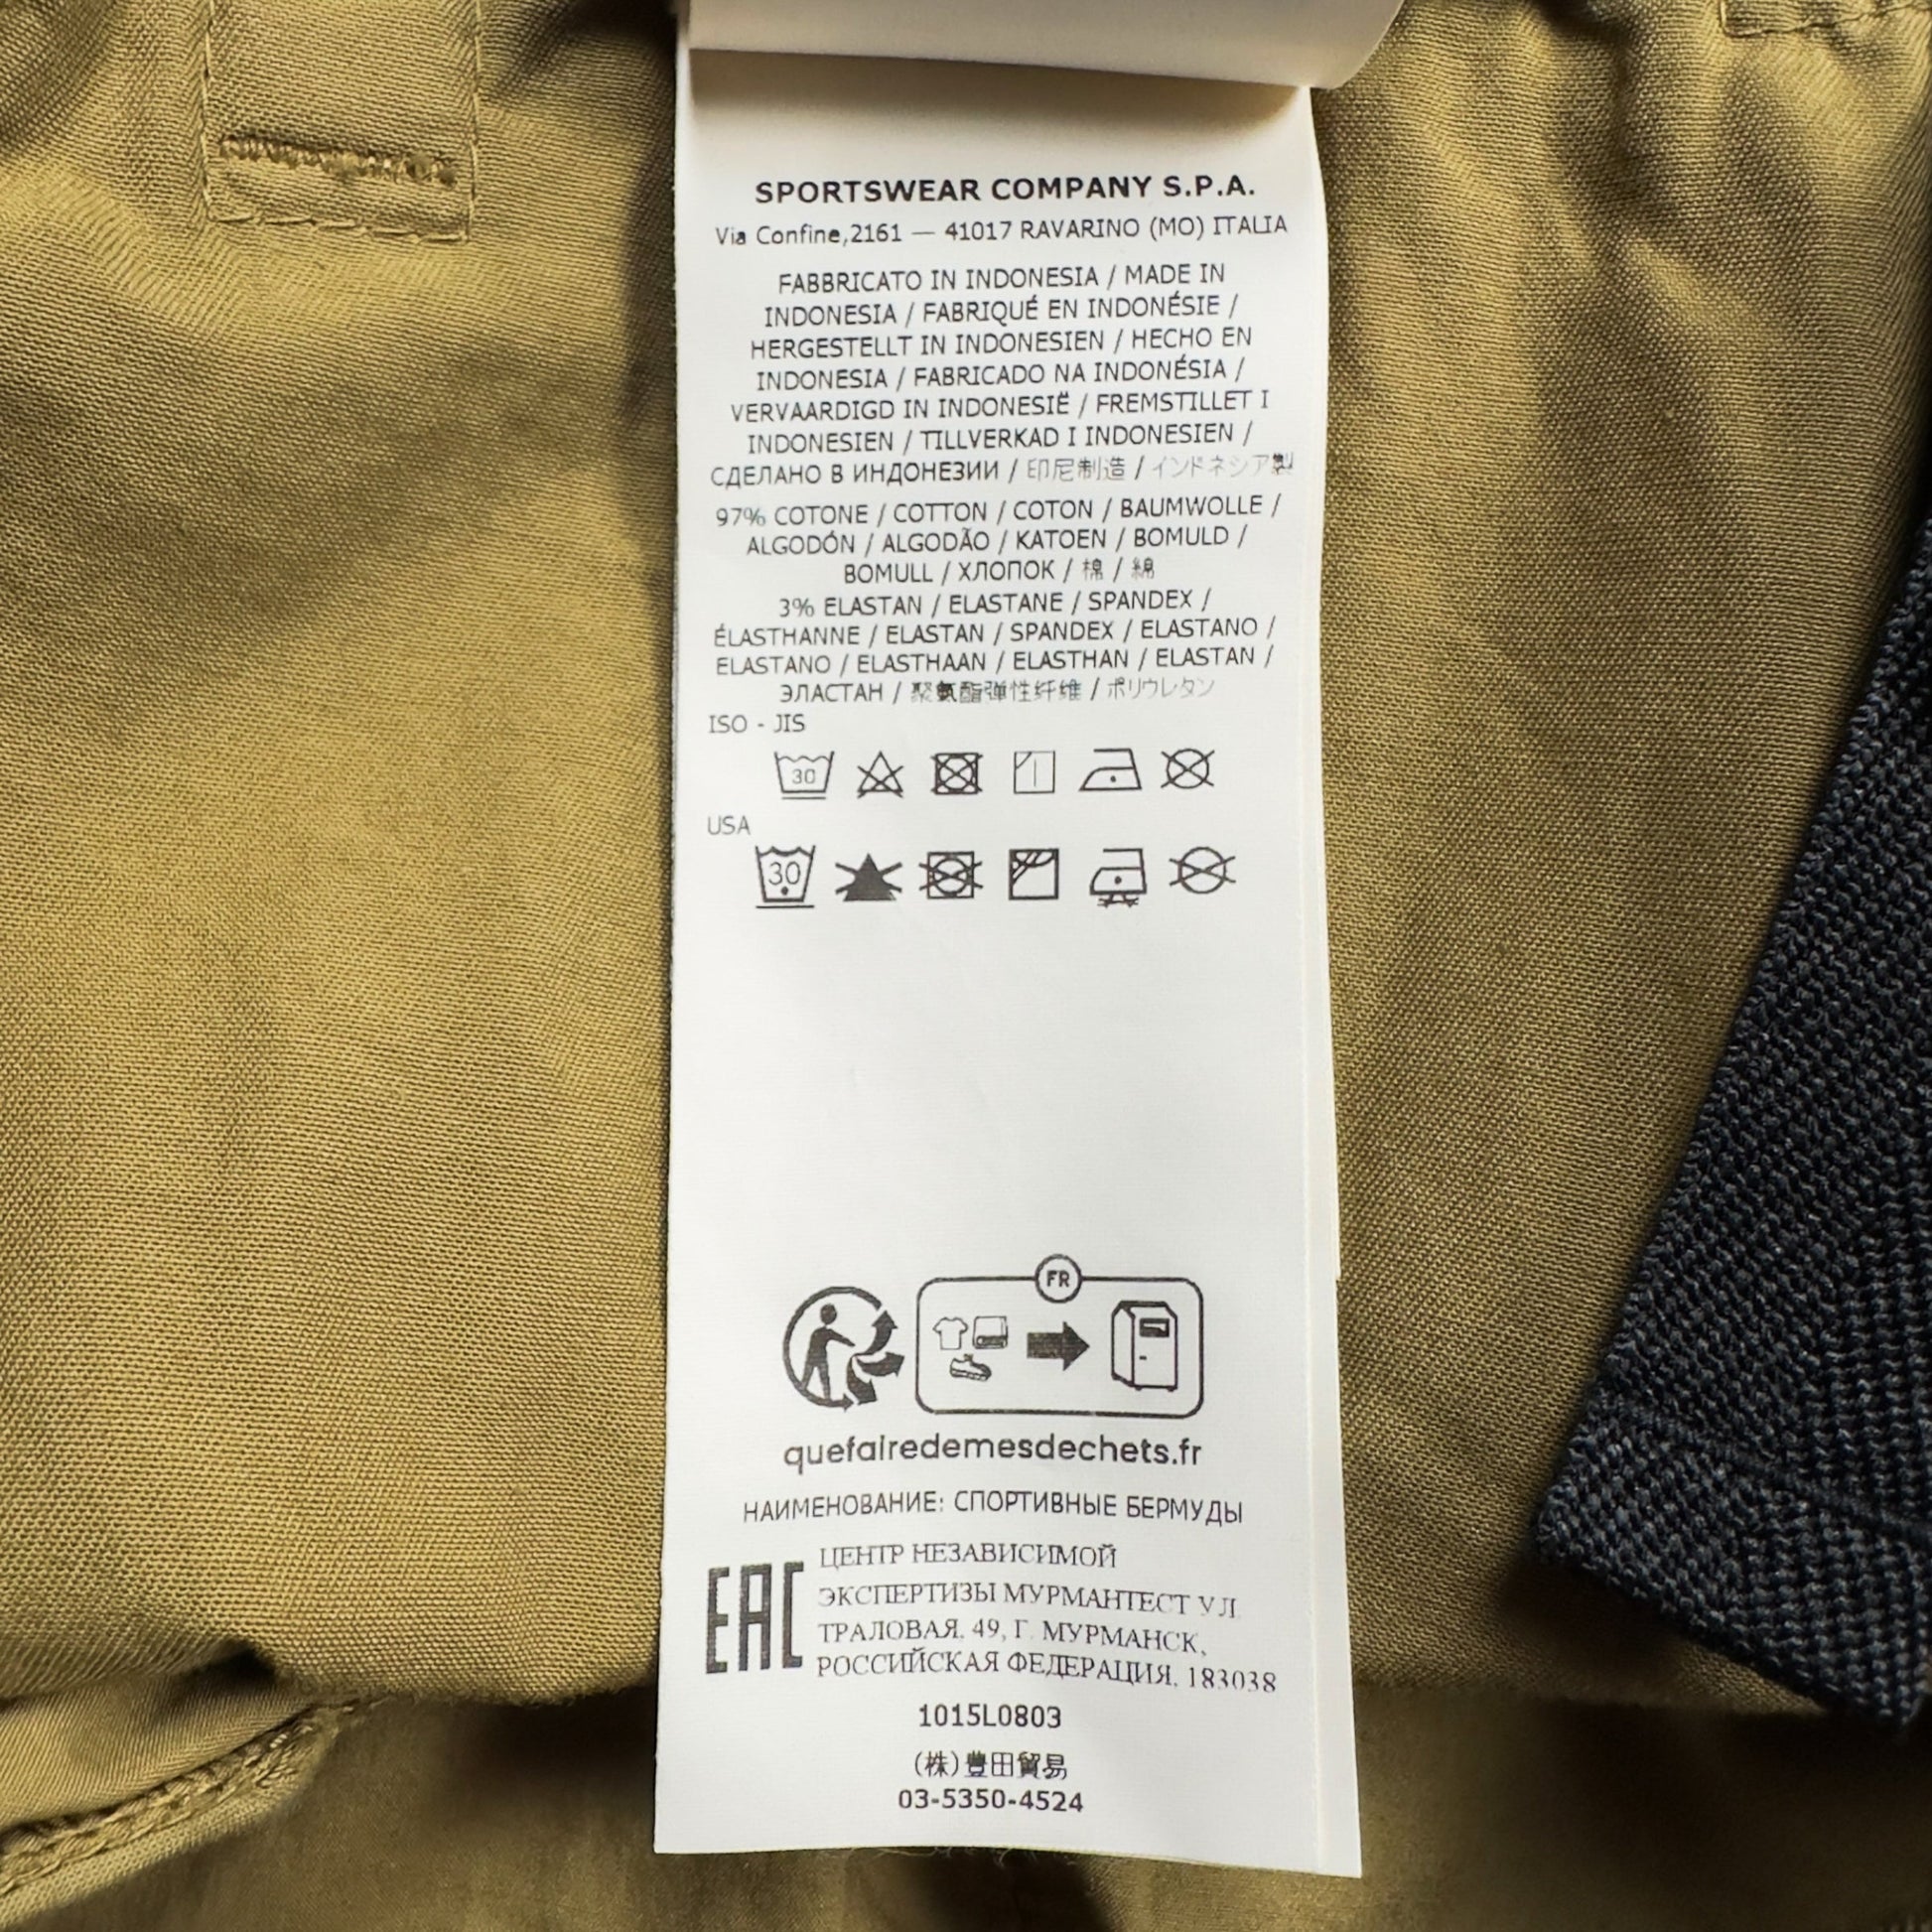 SPORTSWEAR COMPANY S.P.A.
Via Confine,2161 — 41017 RAVARINO (MO) ITALIA
FABBRICATO IN INDONESIA / MADE IN
INDONESIA / FABRIQUÉ EN INDONÉSIE /
HERGESTELLT IN INDONESIEN / HECHO EN
INDONESIA / FABRICADO NA INDONÉSIA /
VERVAARDIGD IN INDONESIË / FREMSTILLET I
INDONESIEN / TILLVERKAD I INDONESIEN /
СДЕЛАНО В ИНДОНЕЗИИ / 印尼制造 / インドネシア製
97% COTONE / COTTON / COTON / BAUMWOLLE /
ALGODÓN / ALGODÃO / KATOEN / BOMULD /
BOMULL / ХЛОПОК / 棉 / 綿
3% ELASTAN / ELASTANE / SPANDEX /
ÉLASTHANNE / ELASTAN / SPANDEX / ELASTANO /
ELASTANO / ELASTHAAN / ELASTHAN / ELASTAN /
ЭЛАСТАН / 聚氨酯弹性纤维 / ポリウレタン
ISO - JIS
30
USA
30
FR
quefairedemesdechets.fr
НАИМЕНОВАНИЕ: СПОРТИВНЫЕ БЕРМУДЫ
EAC
ЦЕНТР НЕЗАВИСИМОЙ
ЭКСПЕРТИЗЫ МУРМАНТЕСТ УЛ.
ТРАЛОВАЯ, 49, Г. МУРМАНСК,
РОССИЙСКАЯ ФЕДЕРАЦИЯ, 183038
1015L0803
(株)豊田貿易
03-5350-4524